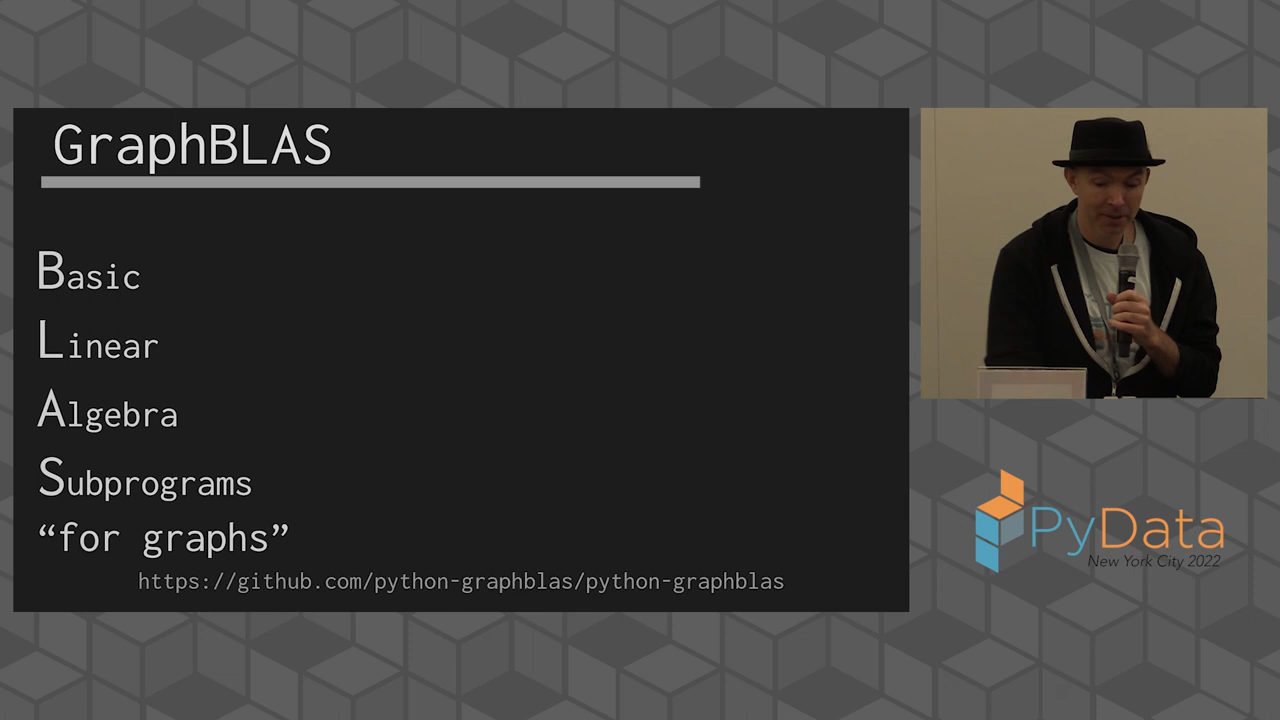 GraphBLAS
Basic
Linear
Algebra
Subprograms
“for graphs”
https://github.com/python-graphblas/python-graphblas
PyData
New York City 2022